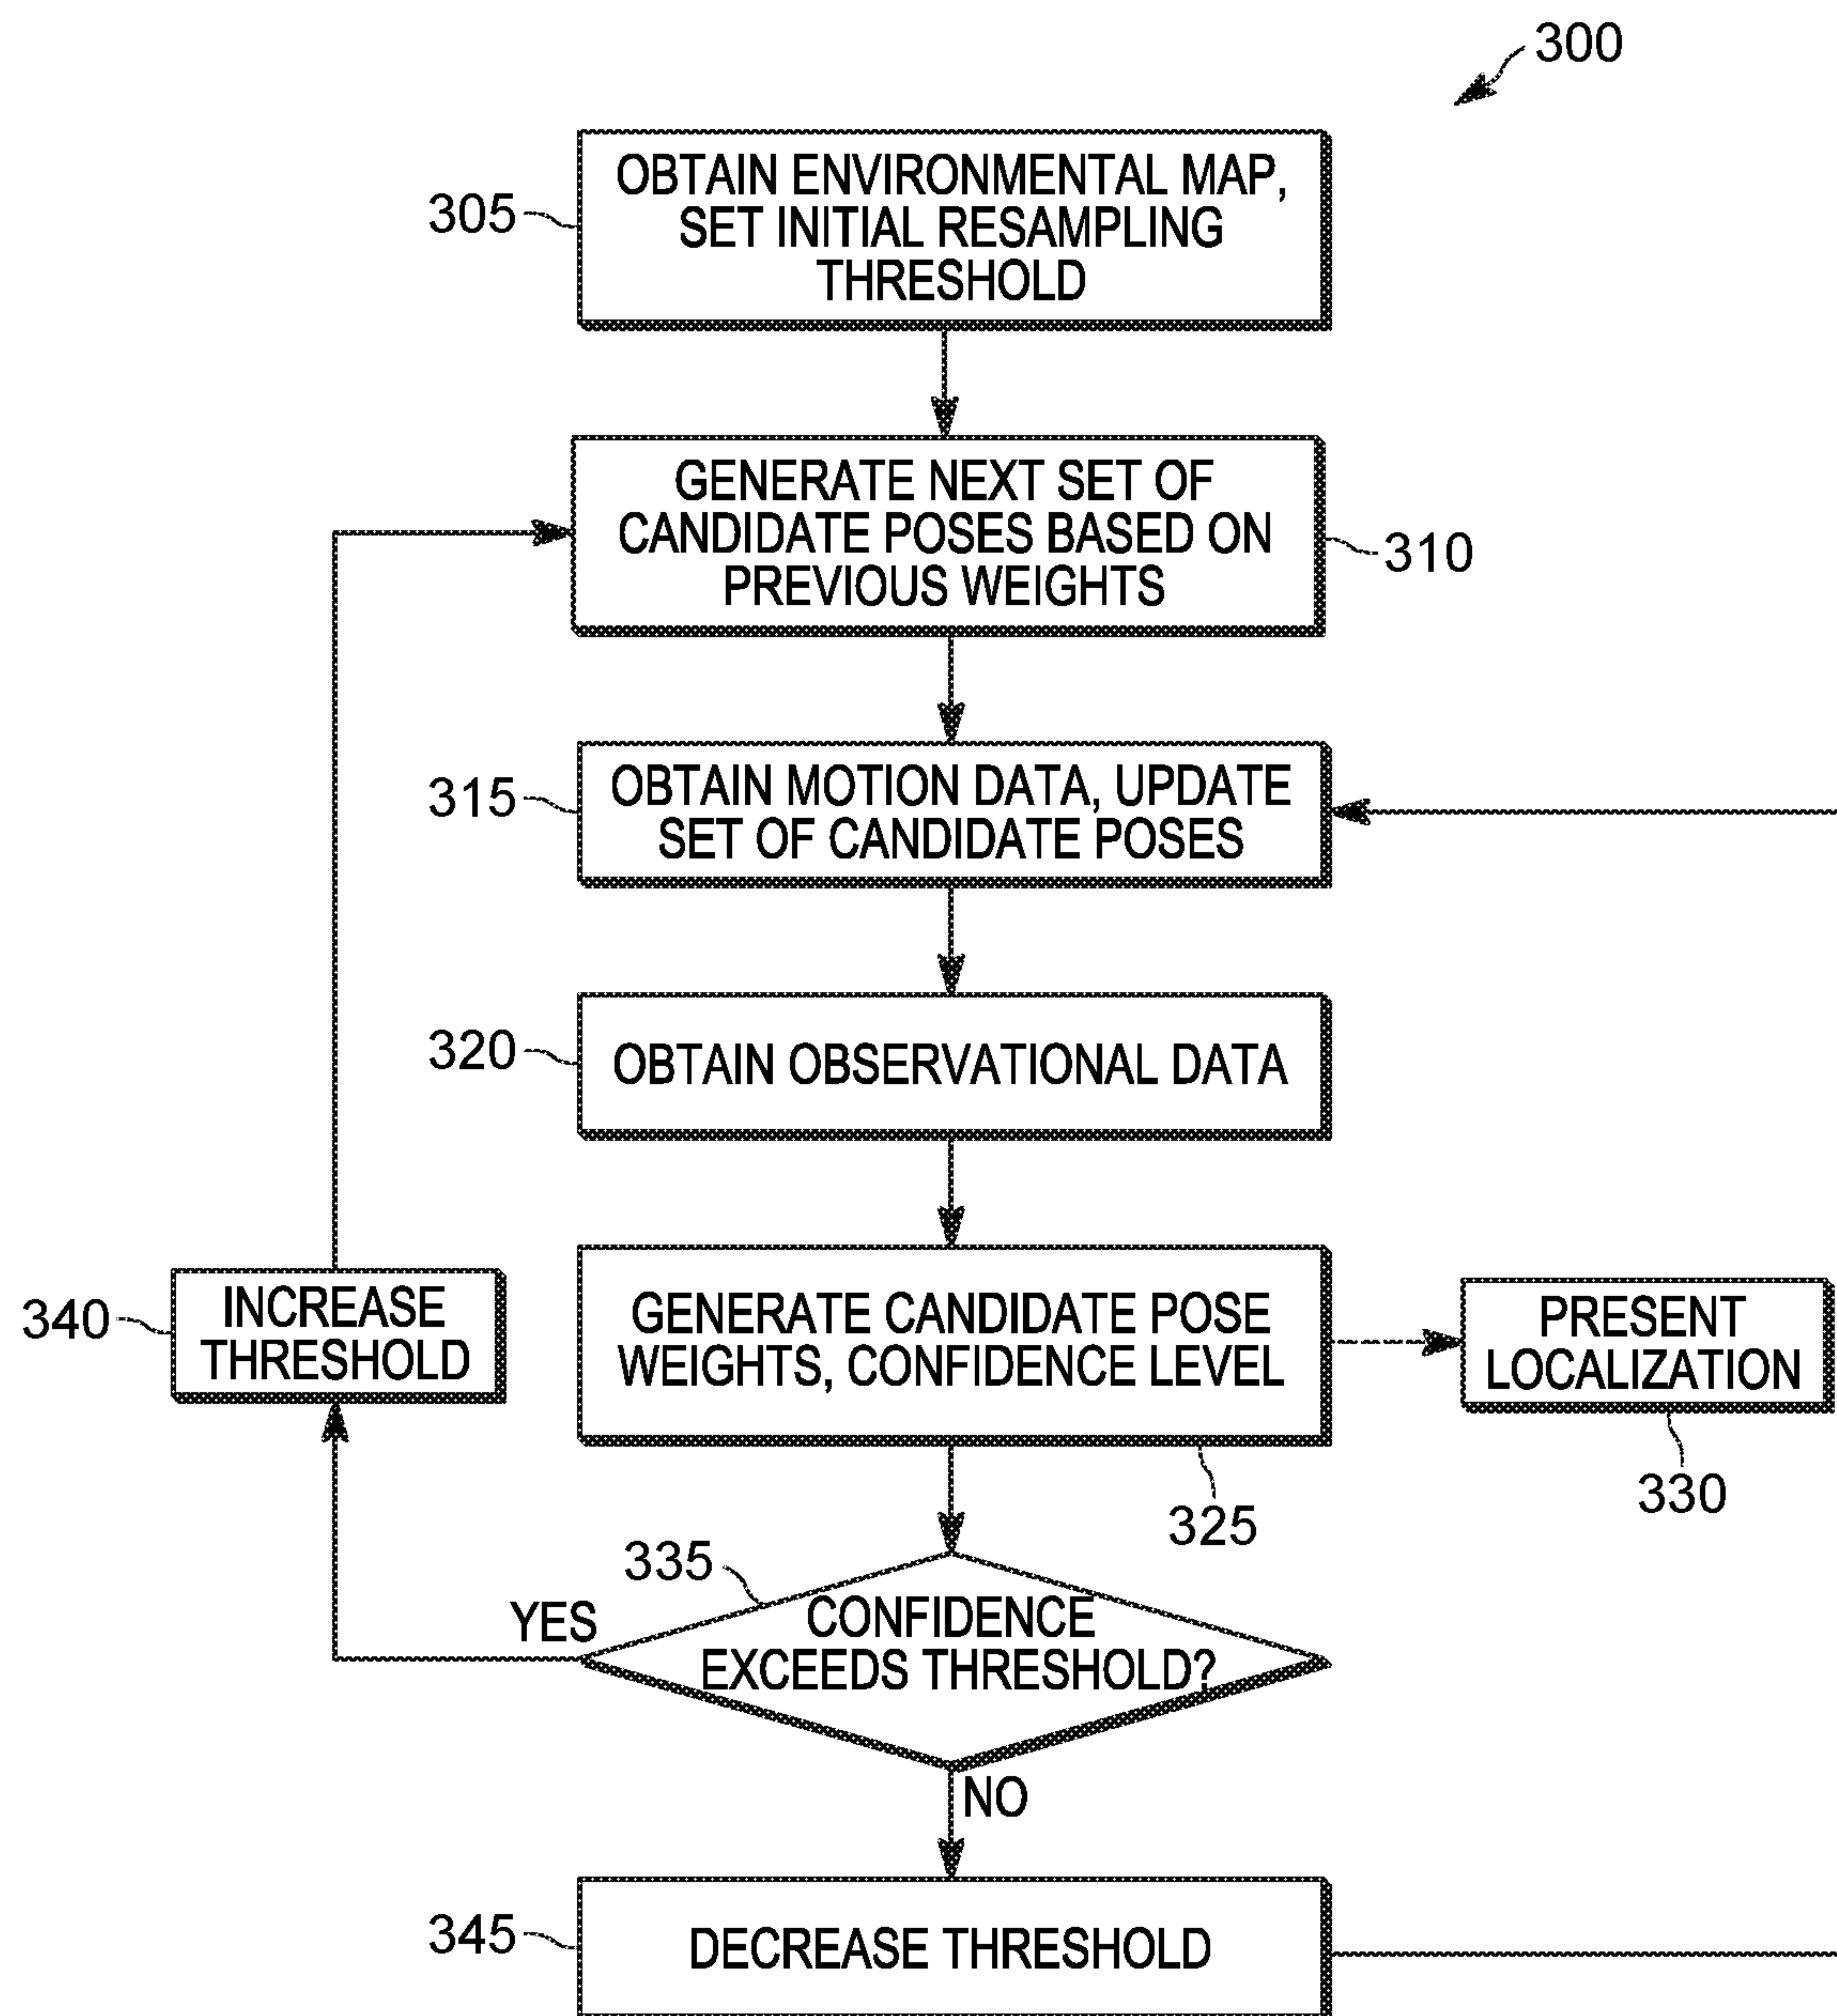 300
305
OBTAIN ENVIRONMENTAL MAP,
SET INITIAL RESAMPLING
THRESHOLD
GENERATE NEXT SET OF
CANDIDATE POSES BASED ON
PREVIOUS WEIGHTS
310
315
OBTAIN MOTION DATA, UPDATE
SET OF CANDIDATE POSES
320
OBTAIN OBSERVATIONAL DATA
340
INCREASE
THRESHOLD
GENERATE CANDIDATE POSE
WEIGHTS, CONFIDENCE LEVEL
325
PRESENT
LOCALIZATION
330
335
YES
CONFIDENCE
EXCEEDS THRESHOLD?
NO
345
DECREASE THRESHOLD